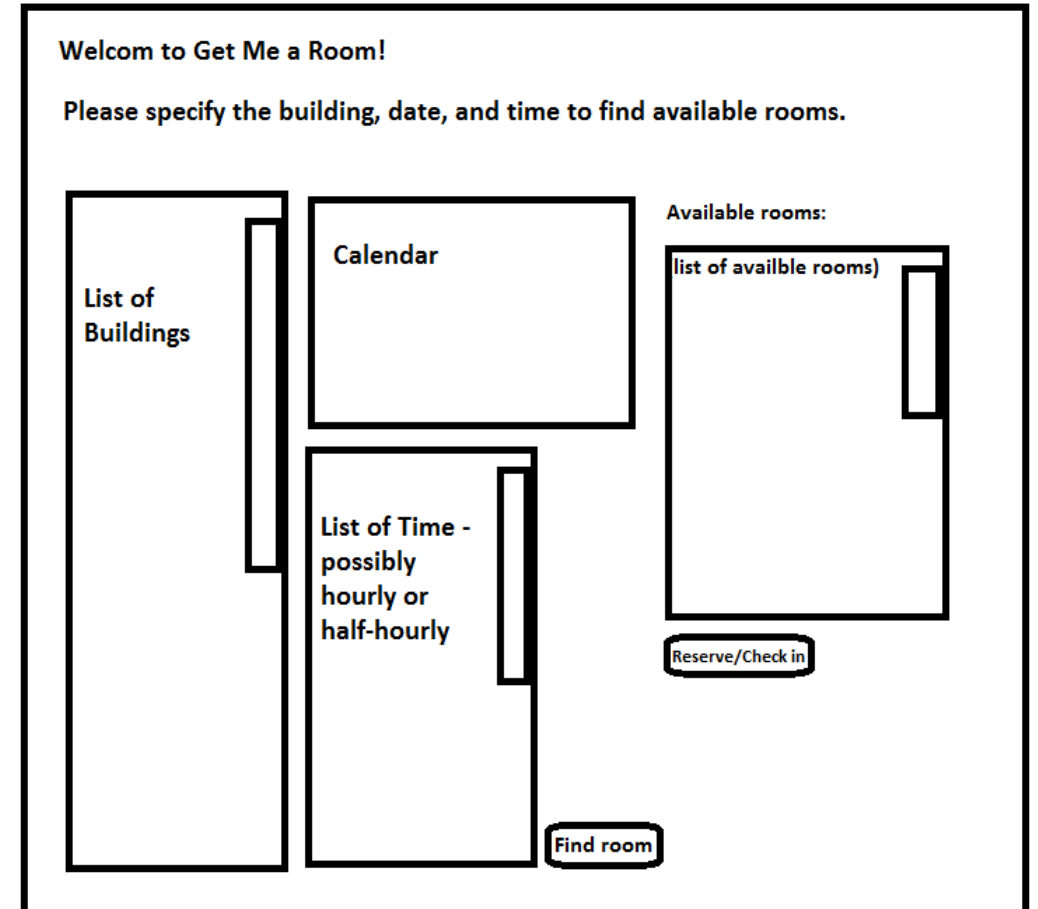 Welcom to Get Me a Room!
Please specify the building, date, and time to find available rooms.
List of
Buildings
Calendar
List of Time -
possibly
hourly or
half-hourly
Find room
Available rooms:
list of availble rooms)
Reserve/Check in